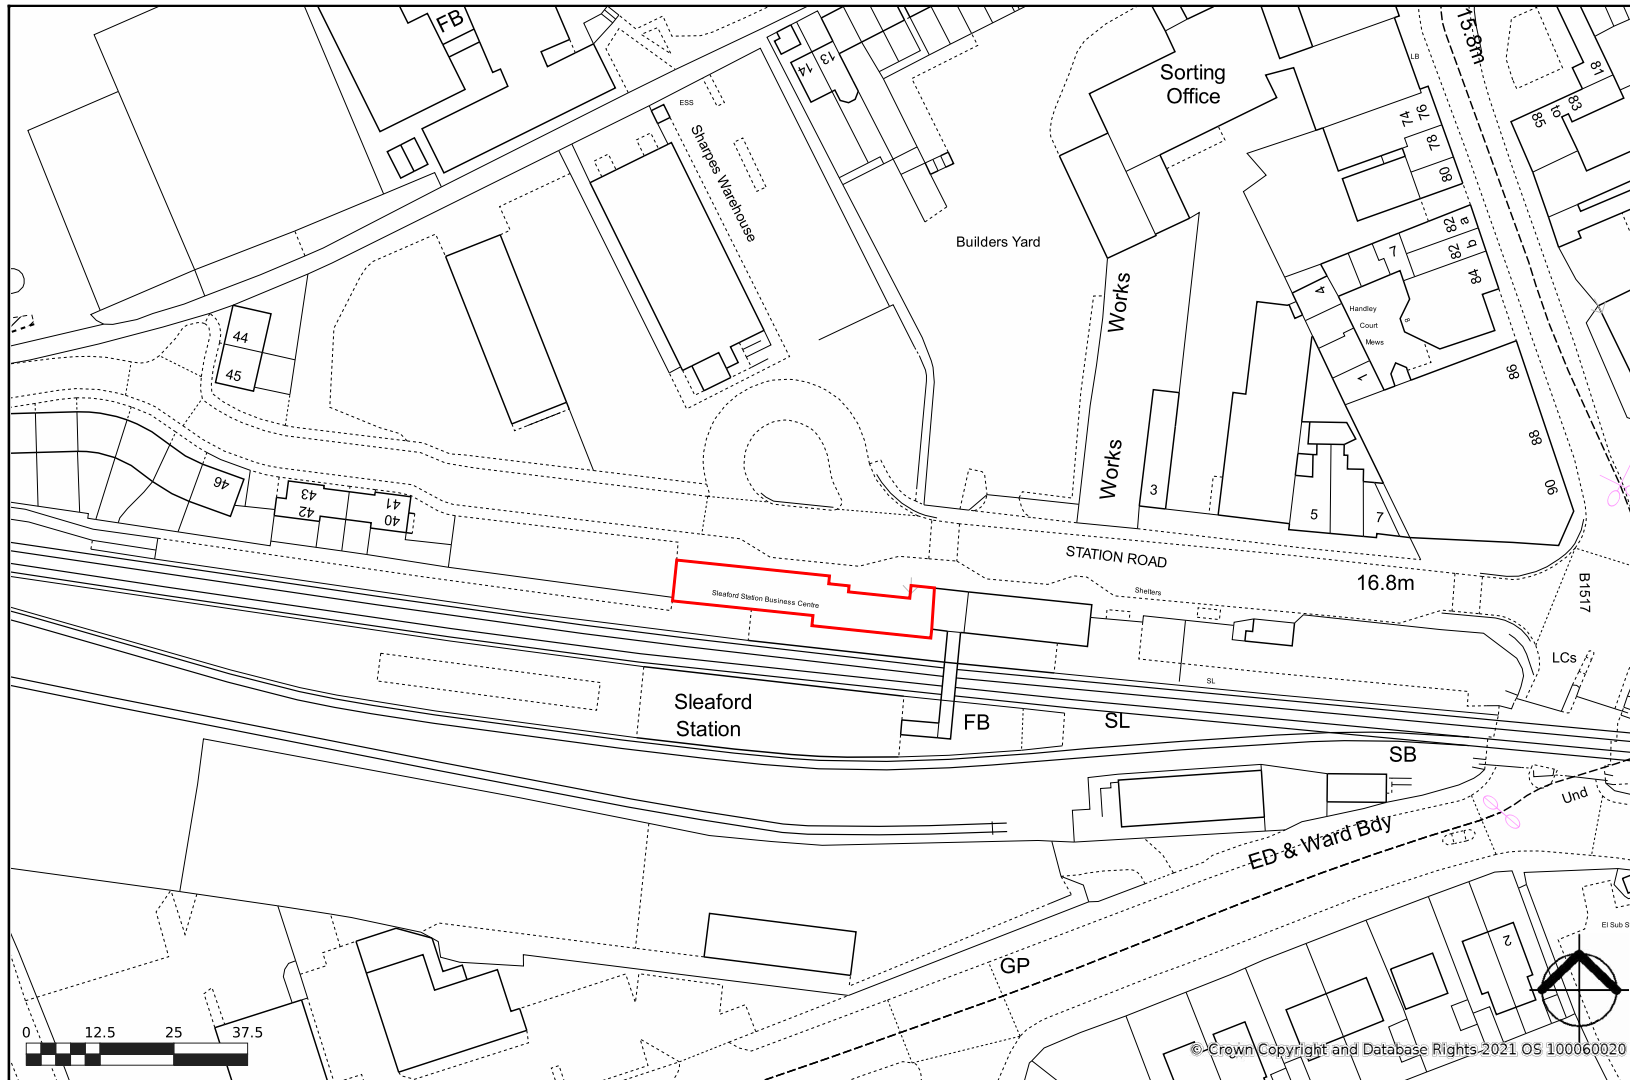 FB
15.8m
14
13
Sorting
Office
LB
81
83
to
85
ESS
Sharpes Warehouse
76
74
78
80
82
a
82
b
7
84
Builders Yard
Works
4
Handley
Court
Mews
8
1
44
45
86
88
90
46
43
42
41
40
Works
3
5
7
STATION ROAD
16.8m
B1517
Sleaford Station Business Centre
Shelters
LCs
SL
Sleaford
Station
FB
SL
SB
Und
ED & Ward Bdy
GP
El Sub S
2
0 12.5 25 37.5
© Crown Copyright and Database Rights 2021 OS 100060020